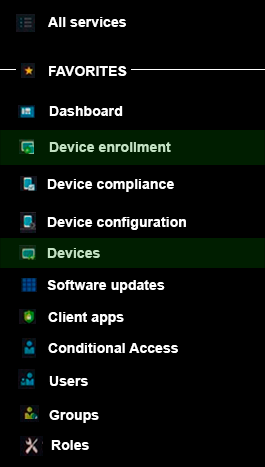 All services
FAVORITES
Dashboard
Device enrollment
Device compliance
Device configuration
Devices
Software updates
Client apps
Conditional Access
Users
Groups
Roles